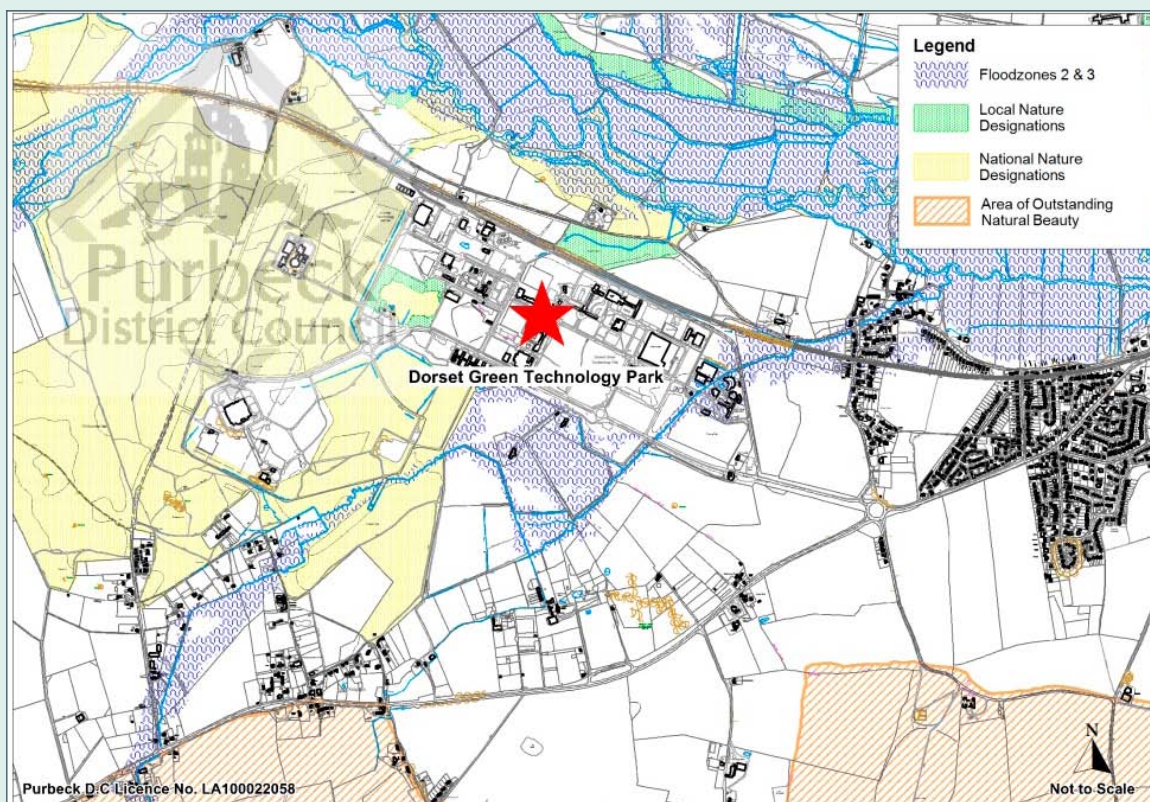 Legend
Floodzones 2 & 3
Local Nature
Designations
National Nature
Designations
Area of Outstanding
Natural Beauty
Purbeck
District Council
Dorset Green Technology Park
N
Purbeck D.C Licence No. LA100022058
Not to Scale